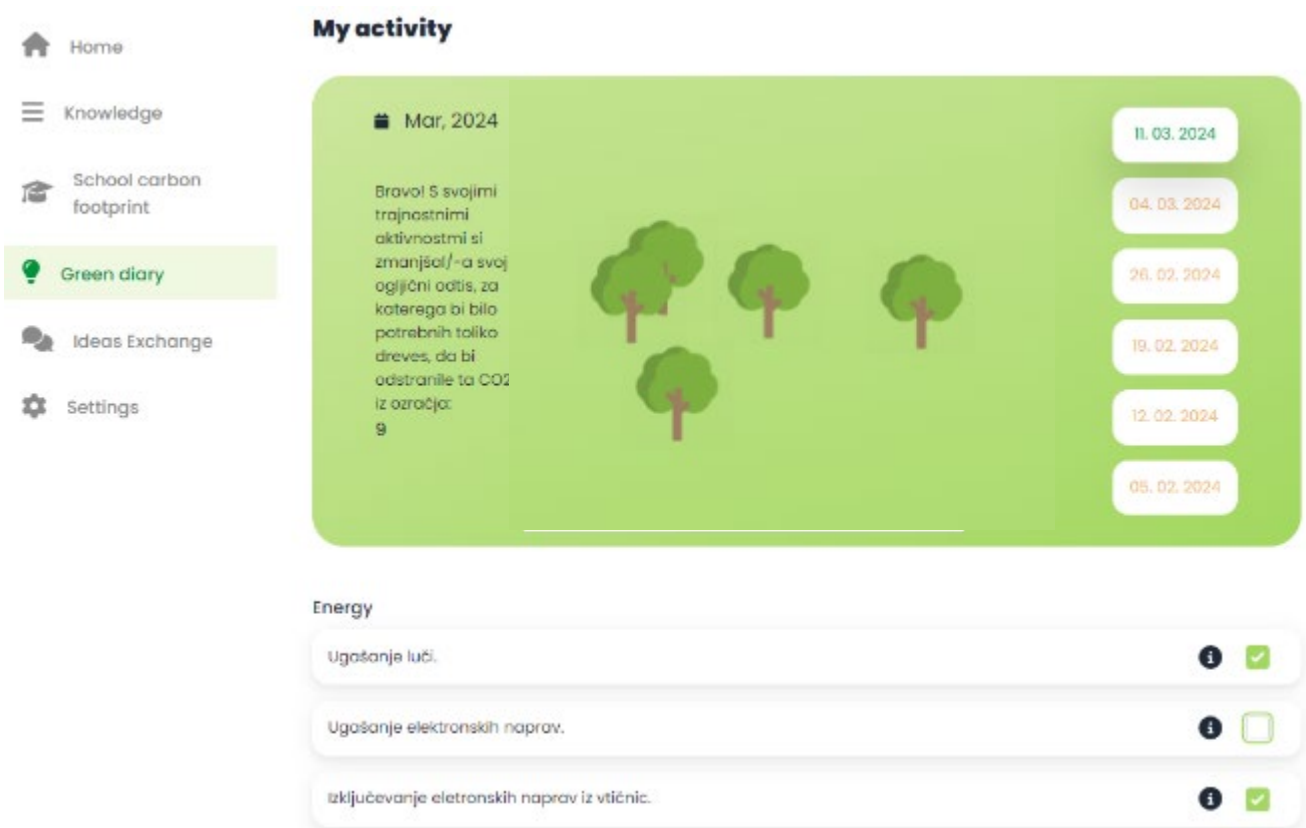 Home
Knowledge
School carbon
footprint
Green diary
Ideas Exchange
Settings
My activity
Mar, 2024
Bravo! S svojimi
trajnostnimi
aktivnostmi si
zmanjšal/-a svoj
ogljični odtis, za
katerega bi bilo
potrebnih toliko
dreves, da bi
odstranile ta CO2
iz ozračja:
9
11. 03. 2024
04. 03. 2024
26. 02. 2024
19. 02. 2024
12. 02. 2024
05. 02. 2024
Energy
Ugašanje luči.
Ugašanje elektronskih naprav.
Izključevanje eletronskih naprav iz vtičnic.